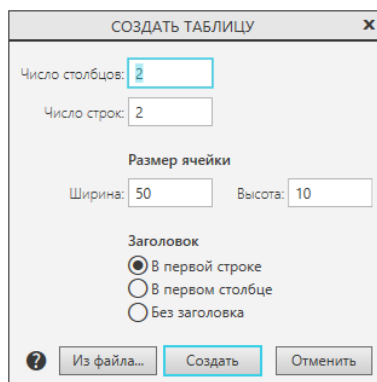 СОЗДАТЬ ТАБЛИЦУ x
Число столбцов: 2
Число строк: 2
Размер ячейки
Ширина: 50 Высота: 10
Заголовок
В первой строке
В первом столбце
Без заголовка
? Из файла... Создать Отменить